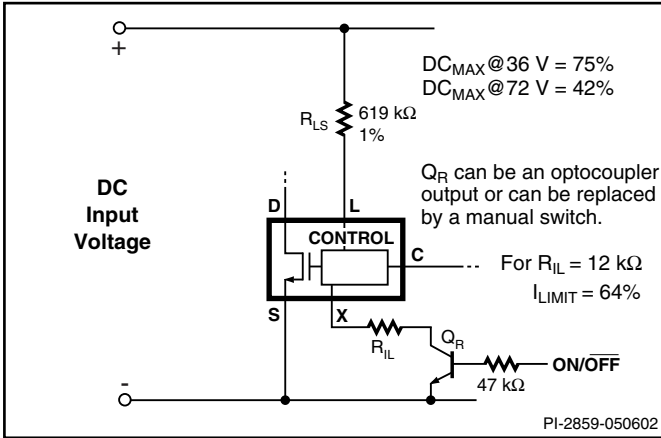 +
DC_MAX@36 V = 75%
DC_MAX@72 V = 42%
R_LS
619 kΩ
1%
Q_R can be an optocoupler
output or can be replaced
by a manual switch.
DC
Input
Voltage
D
L
CONTROL
C
For R_IL = 12 kΩ
I_LIMIT = 64%
S
X
R_IL
Q_R
47 kΩ
ON/O̅F̅F̅
-
PI-2859-050602